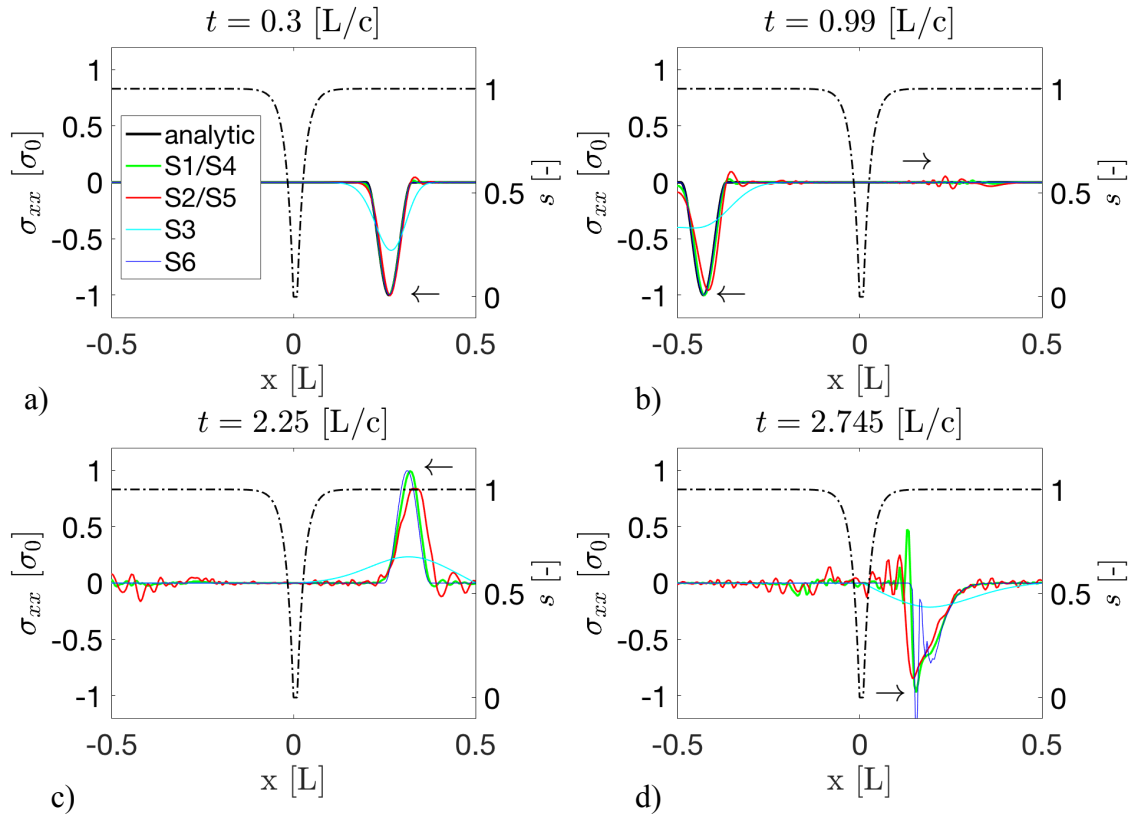 t = 0.3 [L/c]
1
0.5
0
-0.5
-1
σxx [σ0]
analytic
S1/S4
S2/S5
S3
S6
←
1
0.5
0
s [-]
-0.5
0
0.5
x [L]
a)
t = 0.99 [L/c]
1
0.5
0
-0.5
-1
σxx [σ0]
→
←
1
0.5
0
s [-]
-0.5
0
0.5
x [L]
b)
t = 2.25 [L/c]
1
0.5
0
-0.5
-1
σxx [σ0]
←
1
0.5
0
s [-]
-0.5
0
0.5
x [L]
c)
t = 2.745 [L/c]
1
0.5
0
-0.5
-1
σxx [σ0]
→
1
0.5
0
s [-]
-0.5
0
0.5
x [L]
d)